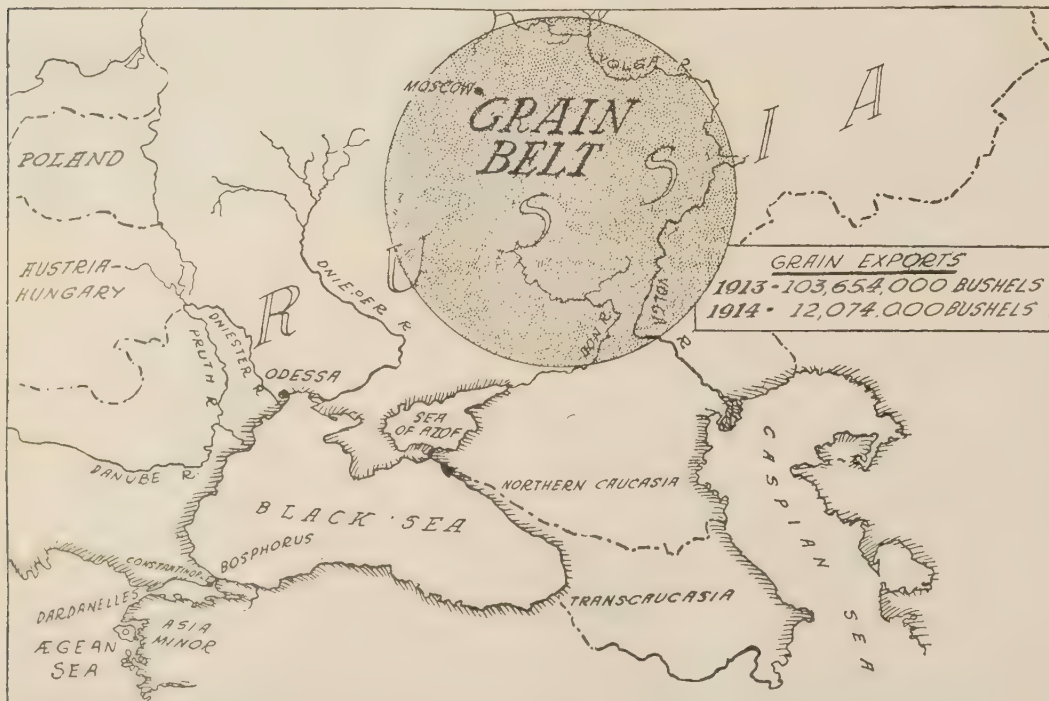 VOLGA R.
MOSCOW
GRAIN
BELT
RUSSIA
POLAND
AUSTRIA-
HUNGARY
GRAIN EXPORTS
1913 - 103,654,000 BUSHELS
1914 - 12,074,000 BUSHELS
DNIEPER R.
DNIESTER R.
PRUTH R.
VOLGA R.
DON R.
ODESSA
SEA
OF AZOF
DANUBE R.
NORTHERN CAUCASIA
CASPIAN SEA
BLACK SEA
BOSPHORUS
CONSTANTINOPLE
DARDANELLES
ASIA
MINOR
TRANSCAUCASIA
ÆGEAN
SEA